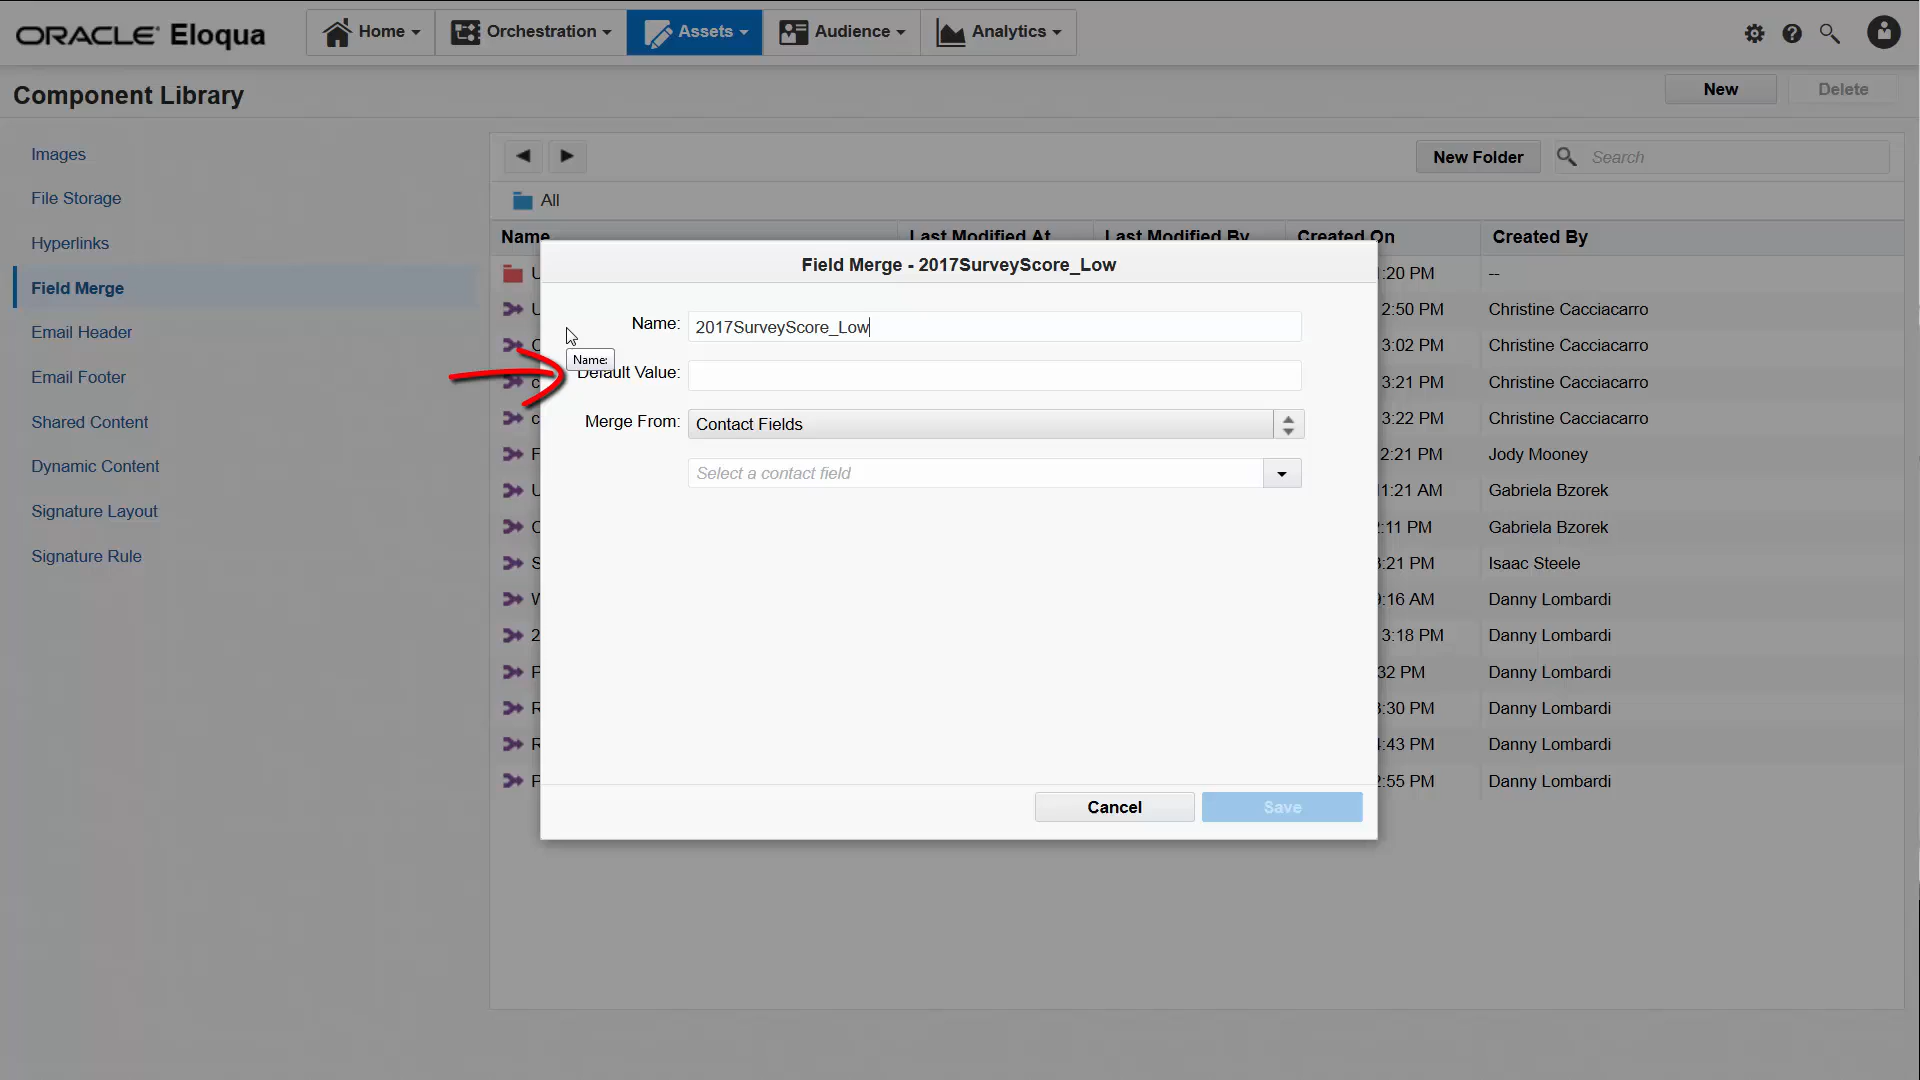 ORACLE Eloqua
Home
Orchestration
Assets
Audience
Analytics
Component Library
New
Delete
Images
File Storage
Hyperlinks
Field Merge
Email Header
Email Footer
Shared Content
Dynamic Content
Signature Layout
Signature Rule
New Folder
Search
All
Name Last Modified At Last Modified By Created On Created By
:20 PM --
2:50 PM Christine Cacciacarro
3:02 PM Christine Cacciacarro
3:21 PM Christine Cacciacarro
3:22 PM Christine Cacciacarro
2:21 PM Jody Mooney
1:21 AM Gabriela Bzorek
:11 PM Gabriela Bzorek
:21 PM Isaac Steele
:16 AM Danny Lombardi
3:18 PM Danny Lombardi
:32 PM Danny Lombardi
:30 PM Danny Lombardi
:43 PM Danny Lombardi
:55 PM Danny Lombardi
Field Merge - 2017SurveyScore_Low
Name: 2017SurveyScore_Low
Name:
Default Value:
Merge From: Contact Fields
Select a contact field
Cancel
Save